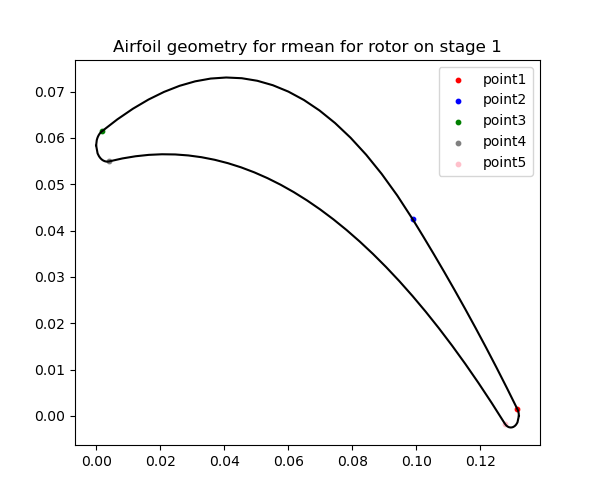 Airfoil geometry for rmean for rotor on stage 1
point1
point2
point3
point4
point5
0.07
0.06
0.05
0.04
0.03
0.02
0.01
0.00
0.00 0.02 0.04 0.06 0.08 0.10 0.12